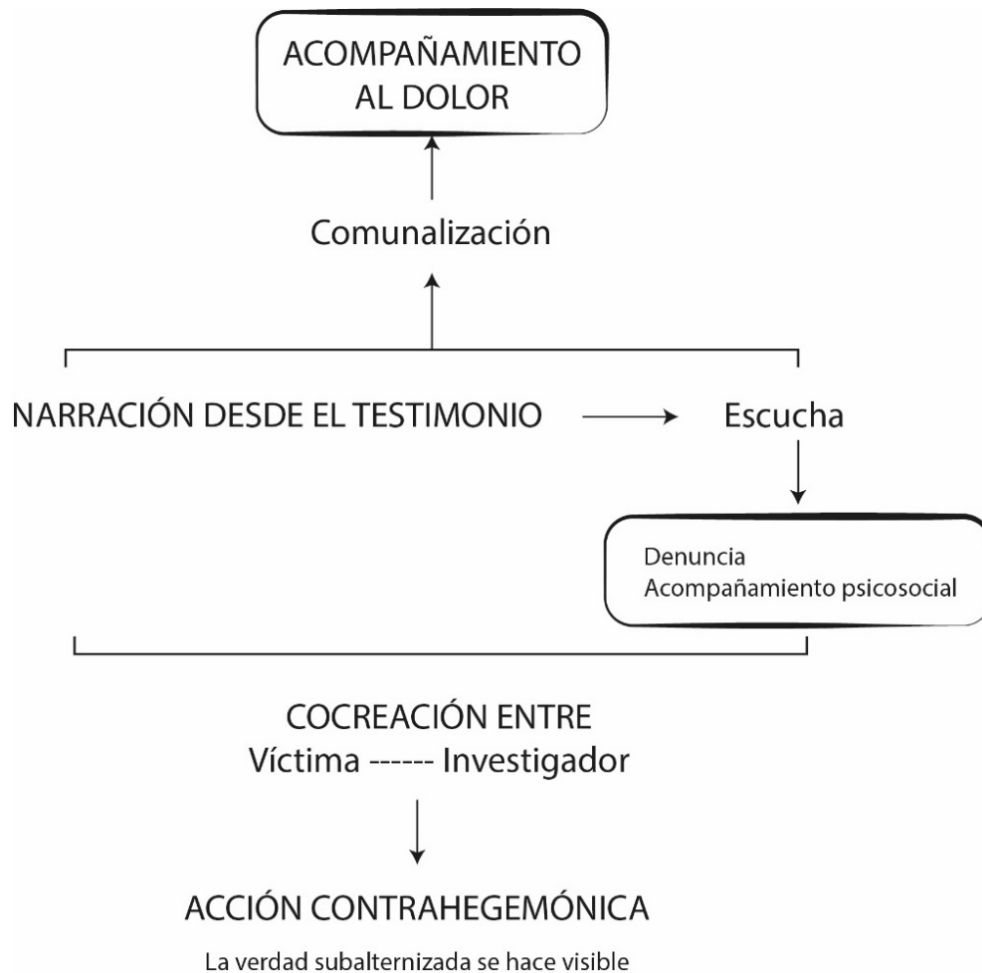 ACOMPAÑAMIENTO
AL DOLOR
Comunalización
NARRACIÓN DESDE EL TESTIMONIO
Escucha
Denuncia
Acompañamiento psicosocial
COCREACIÓN ENTRE
Víctima ------ Investigador
ACCIÓN CONTRAHEGEMÓNICA
La verdad subalternizada se hace visible